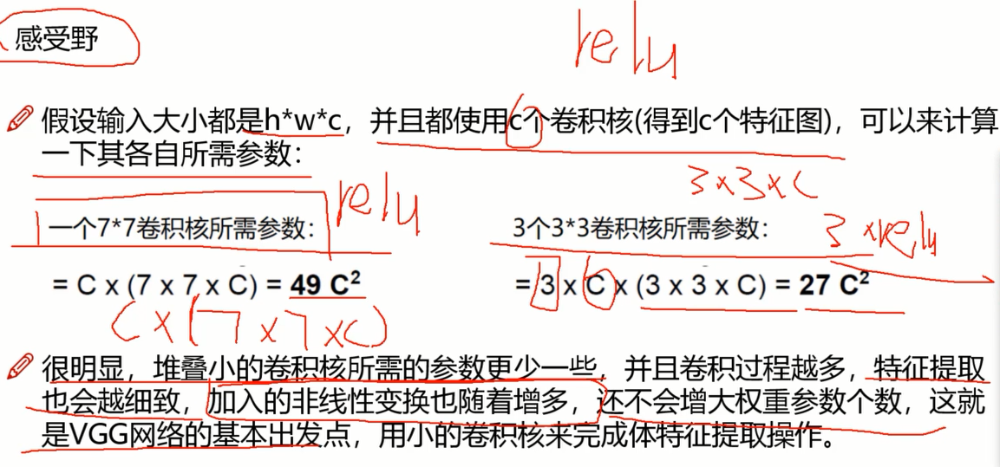 感受野
relu
假设输入大小都是h*w*c，并且都使用c个卷积核(得到c个特征图)，可以来计算
一下其各自所需参数：
3×3×C
relu
一个7*7卷积核所需参数：
3个3*3卷积核所需参数：
3 ×relu
= C x (7 x 7 x C) = 49 C²
= 3 x C x (3 x 3 x C) = 27 C²
C×(7×7×C)
很明显，堆叠小的卷积核所需的参数更少一些，并且卷积过程越多，特征提取
也会越细致，加入的非线性变换也随着增多，还不会增大权重参数个数，这就
是VGG网络的基本出发点，用小的卷积核来完成体特征提取操作。